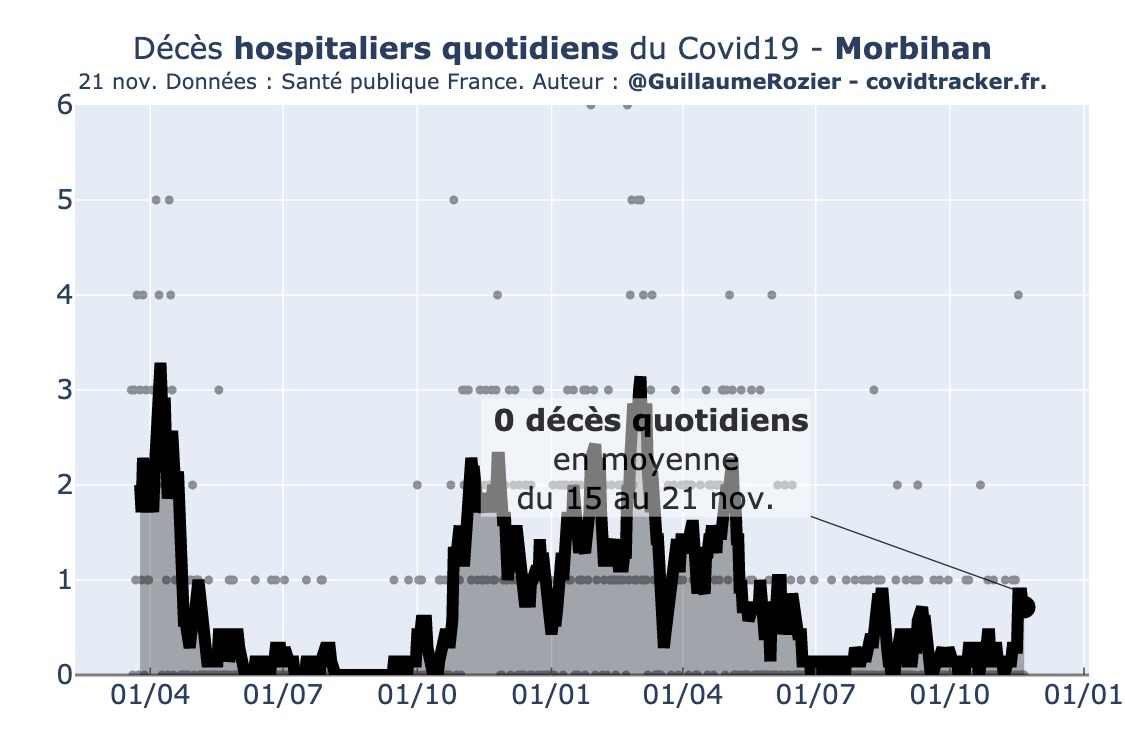 Décès hospitaliers quotidiens du Covid19 - Morbihan
21 nov. Données : Santé publique France. Auteur : @GuillaumeRozier - covidtracker.fr.
6
5
4
3
2
1
0
0 décès quotidiens
en moyenne
du 15 au 21 nov.
01/04 01/07 01/10 01/01 01/04 01/07 01/10 01/01